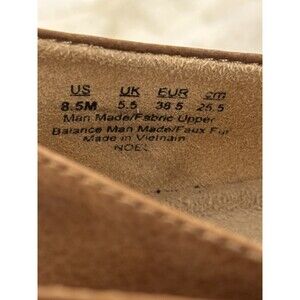 US UK EUR cm
8.5M 5.5 38.5 25.5
Man Made/Fabric Upper
Balance Man Made/Faux Fur
Made in Vietnam
NOEL